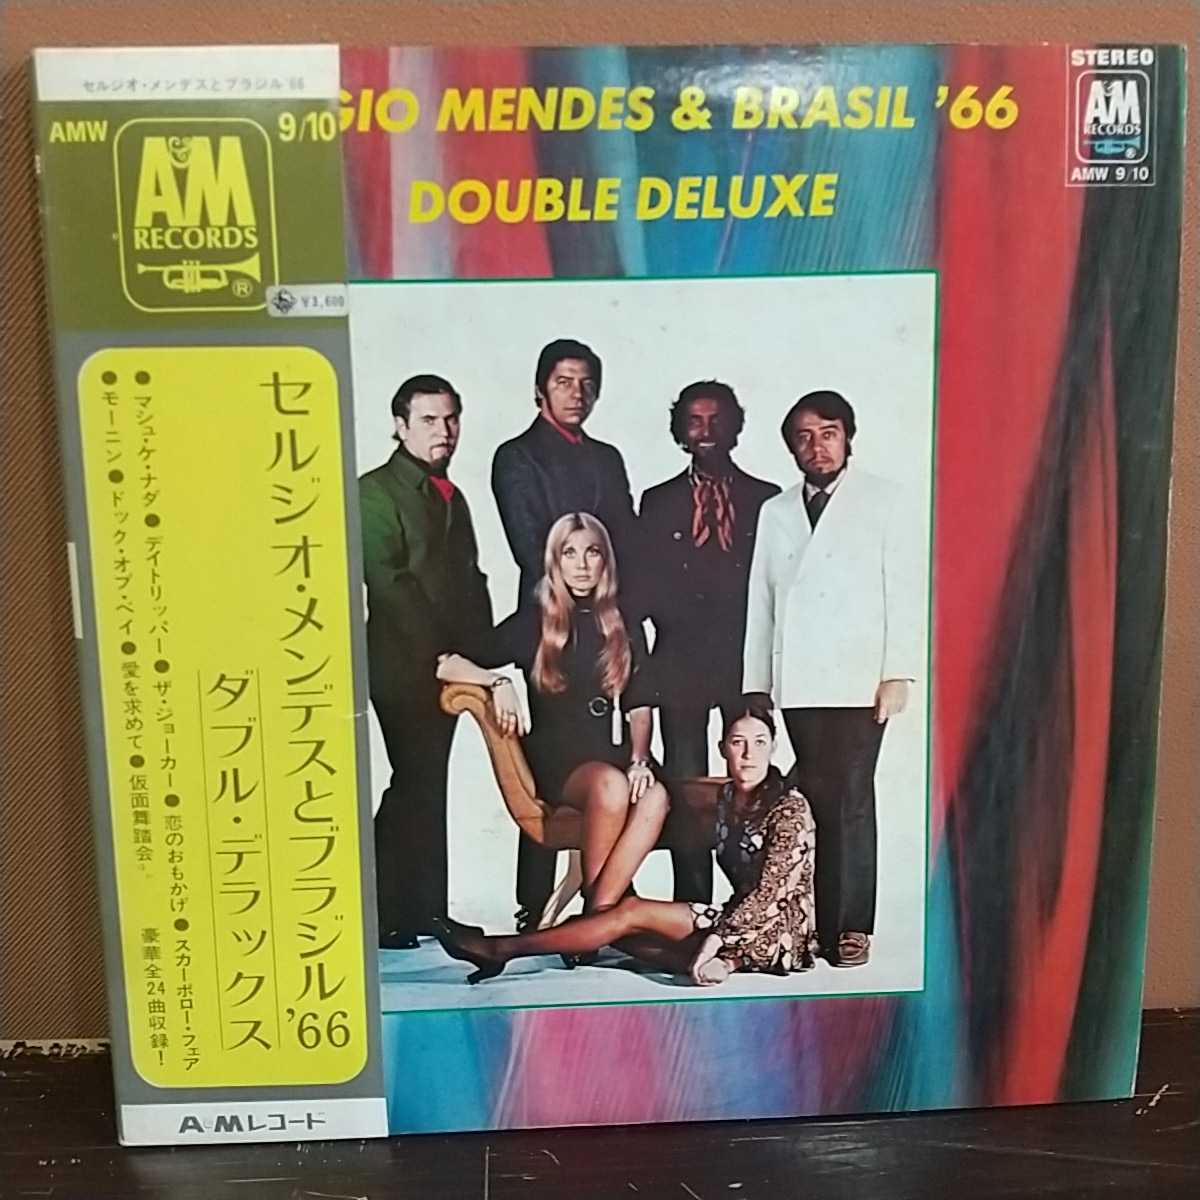 セルジオ・メンデスとブラジル '66
AMW
9/10
A&M
RECORDS
®
¥3,600
セルジオ・メンデスとブラジル '66
ダブル・デラックス
●マシュ・ケ・ナダ●デイトリッパー●ザ・ジョーカー●恋のおもかげ●スカーボロー・フェア
●モーニン●ドック・オブ・ベイ●愛を求めて●仮面舞踏会
豪華全24曲収録!
A&Mレコード
GIO MENDES & BRASIL '66
DOUBLE DELUXE
STEREO
A&M
RECORDS
®
AMW 9/10